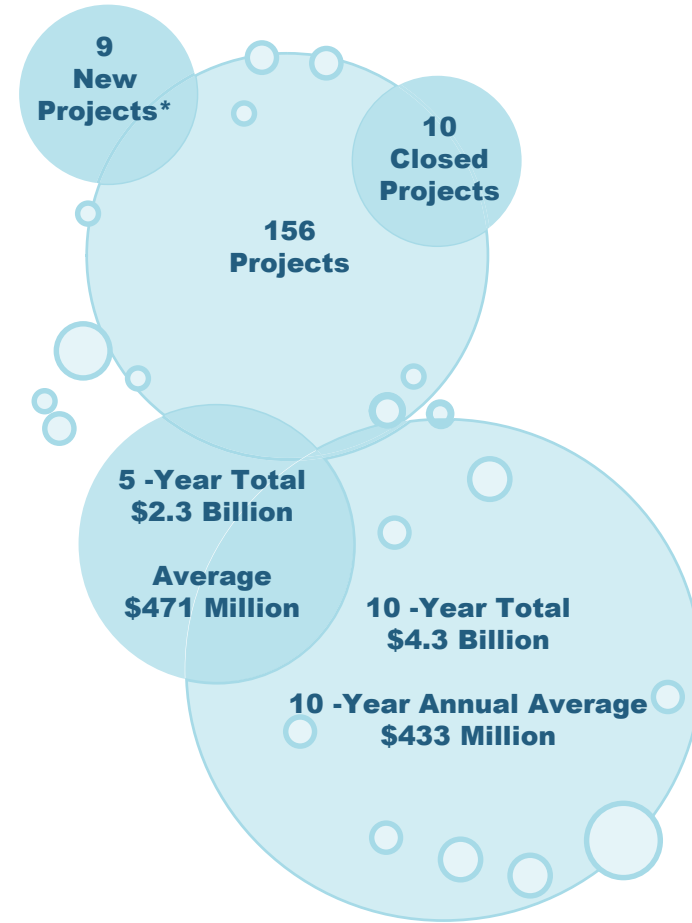 9
New
Projects*
10
Closed
Projects
156
Projects
5 -Year Total
$2.3 Billion
Average
$471 Million
10 -Year Total
$4.3 Billion
10 -Year Annual Average
$433 Million